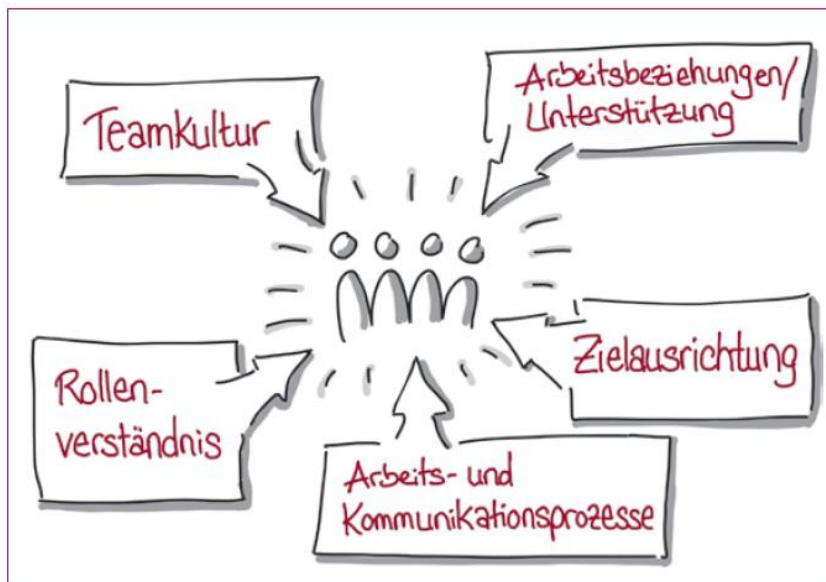 Teamkultur
Arbeitsbeziehungen/
Unterstützung
Rollen-
verständnis
Zielausrichtung
Arbeits- und
Kommunikationsprozesse